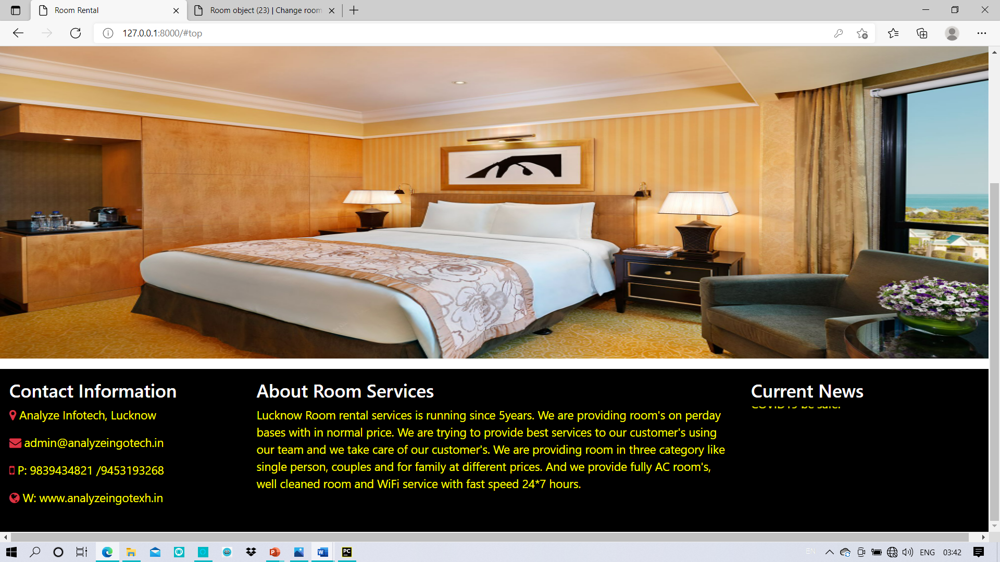 Room Rental
Room object (23) | Change room
127.0.0.1:8000/#top
Contact Information
Analyze Infotech, Lucknow
admin@analyzeingotech.in
P: 9839434821 /9453193268
W: www.analyzeingotexh.in
About Room Services
Lucknow Room rental services is running since 5years. We are providing room's on perday
bases with in normal price. We are trying to provide best services to our customer's using
our team and we take care of our customer's. We are providing room in three category like
single person, couples and for family at different prices. And we provide fully AC room's,
well cleaned room and WiFi service with fast speed 24*7 hours.
Current News
COVID19 be safe.
EN
ENG
03:42